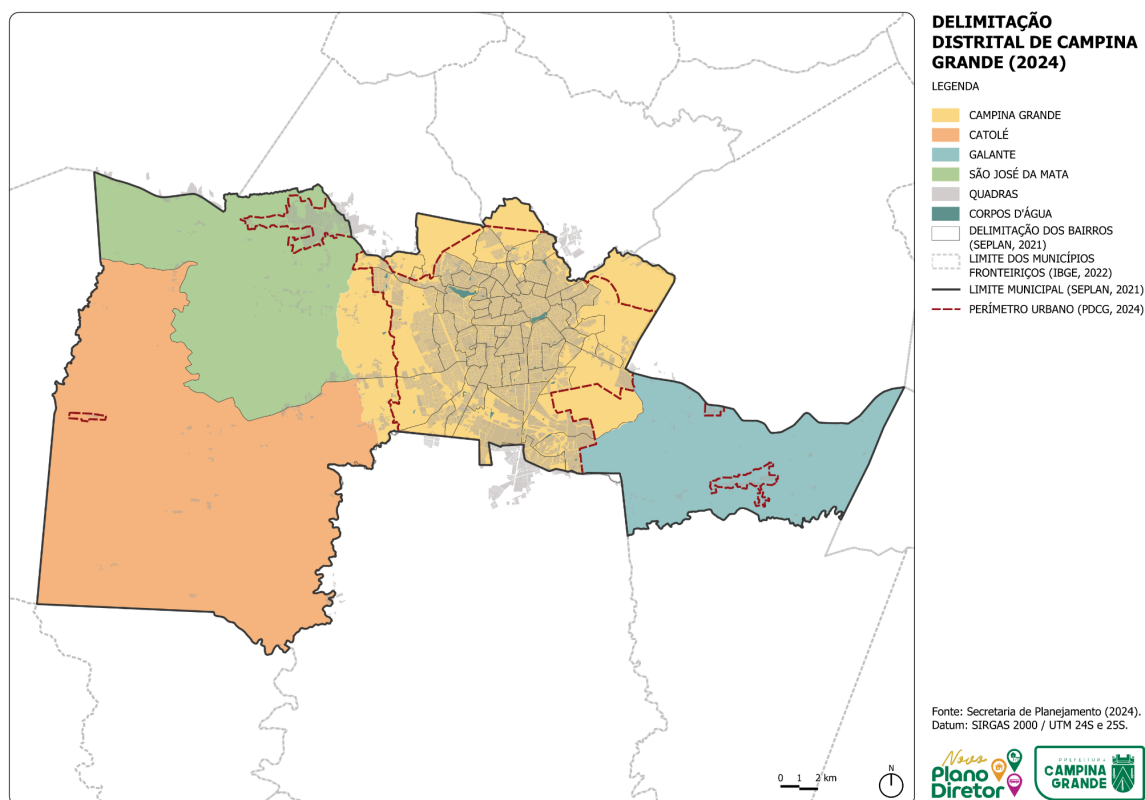 DELIMITAÇÃO
DISTRITAL DE CAMPINA
GRANDE (2024)
LEGENDA
CAMPINA GRANDE
CATOLÉ
GALANTE
SÃO JOSÉ DA MATA
QUADRAS
CORPOS D'ÁGUA
DELIMITAÇÃO DOS BAIRROS
(SEPLAN, 2021)
LIMITE DOS MUNICÍPIOS
FRONTEIRIÇOS (IBGE, 2022)
LIMITE MUNICIPAL (SEPLAN, 2021)
PERÍMETRO URBANO (PDCG, 2024)
Fonte: Secretaria de Planejamento (2024).
Datum: SIRGAS 2000 / UTM 24S e 25S.
0 1 2 km
N
Novo
Plano
Diretor
PREFEITURA
CAMPINA
GRANDE